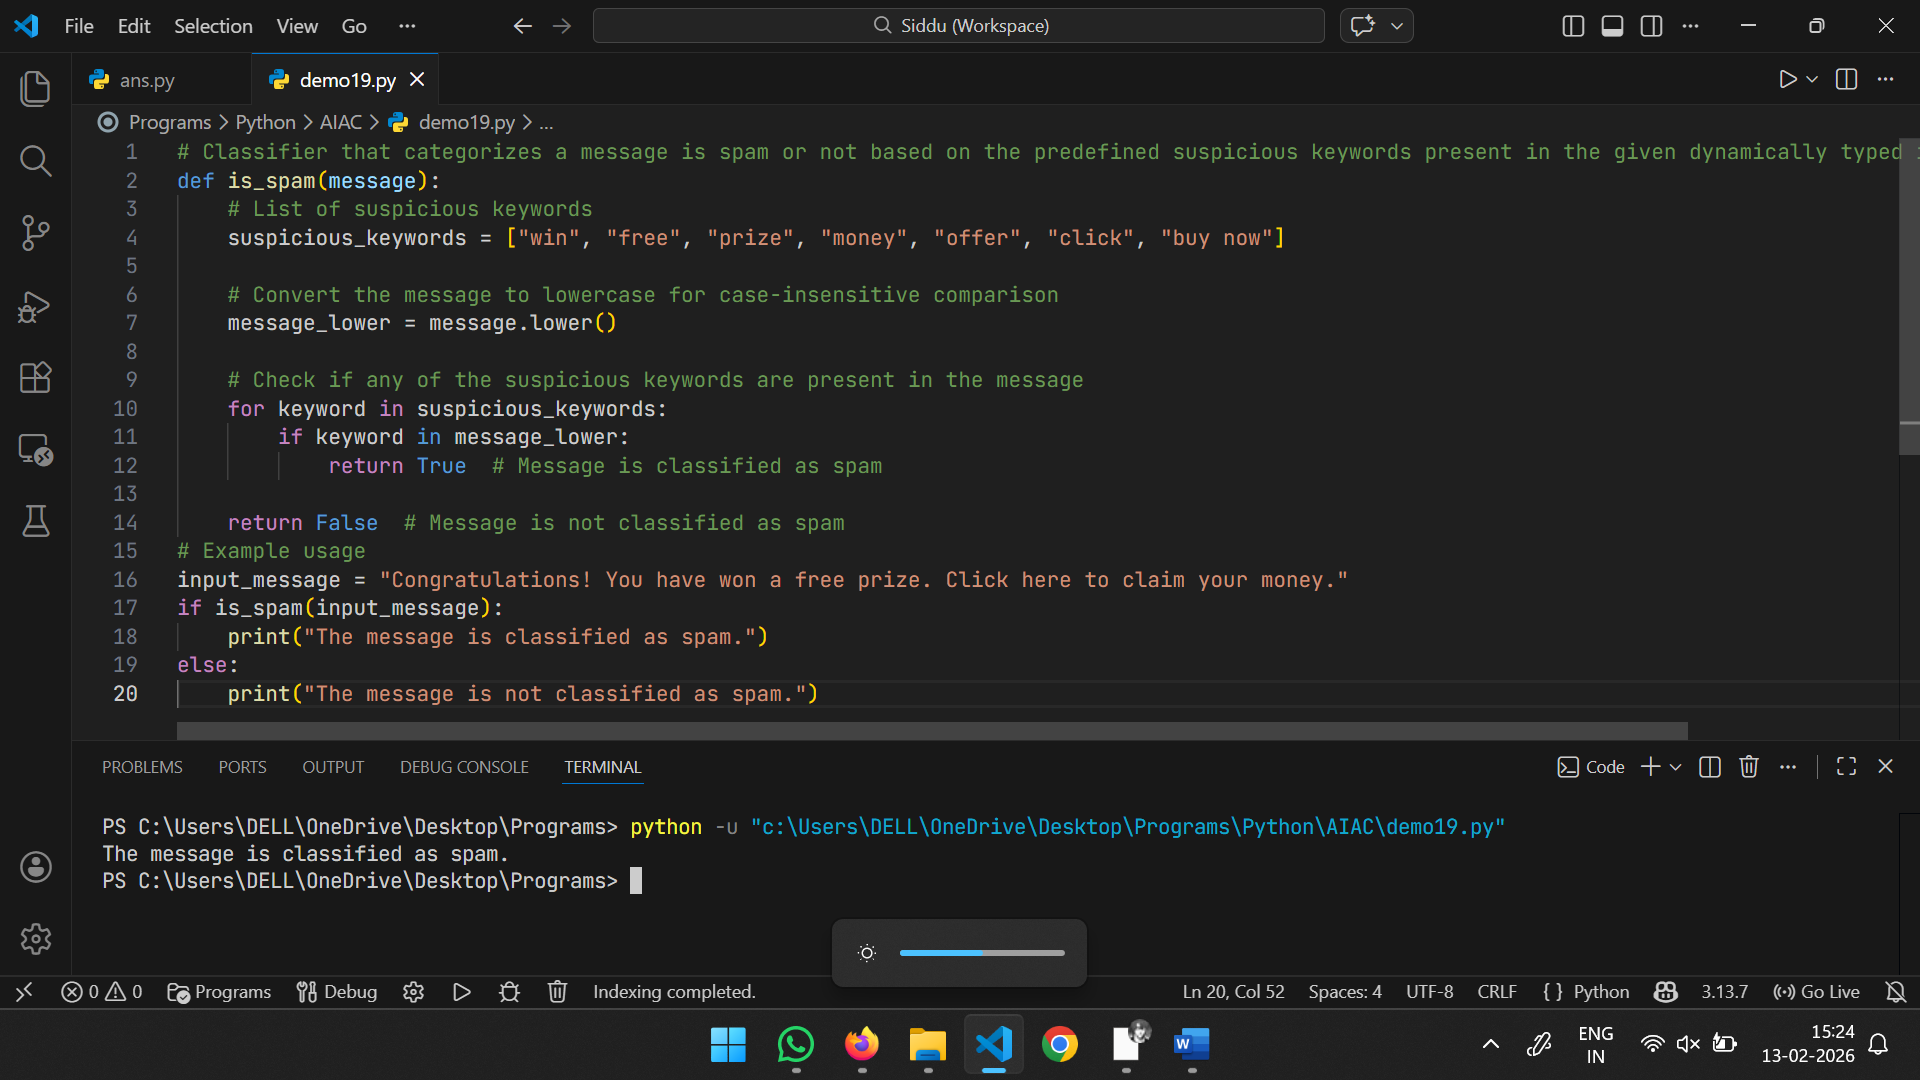 File Edit Selection View Go ··· Siddu (Workspace)
ans.py demo19.py
Programs > Python > AIAC > demo19.py > ...
1 # Classifier that categorizes a message is spam or not based on the predefined suspicious keywords present in the given dynamically typed
2 def is_spam(message):
3     # List of suspicious keywords
4     suspicious_keywords = ["win", "free", "prize", "money", "offer", "click", "buy now"]
5
6     # Convert the message to lowercase for case-insensitive comparison
7     message_lower = message.lower()
8
9     # Check if any of the suspicious keywords are present in the message
10     for keyword in suspicious_keywords:
11         if keyword in message_lower:
12             return True  # Message is classified as spam
13
14     return False  # Message is not classified as spam
15 # Example usage
16 input_message = "Congratulations! You have won a free prize. Click here to claim your money."
17 if is_spam(input_message):
18     print("The message is classified as spam.")
19 else:
20     print("The message is not classified as spam.")
PROBLEMS PORTS OUTPUT DEBUG CONSOLE TERMINAL Code
PS C:\Users\DELL\OneDrive\Desktop\Programs> python -u "c:\Users\DELL\OneDrive\Desktop\Programs\Python\AIAC\demo19.py"
The message is classified as spam.
PS C:\Users\DELL\OneDrive\Desktop\Programs>
0 0 Programs Debug Indexing completed. Ln 20, Col 52 Spaces: 4 UTF-8 CRLF { } Python 3.13.7 Go Live
ENG
IN
15:24
13-02-2026